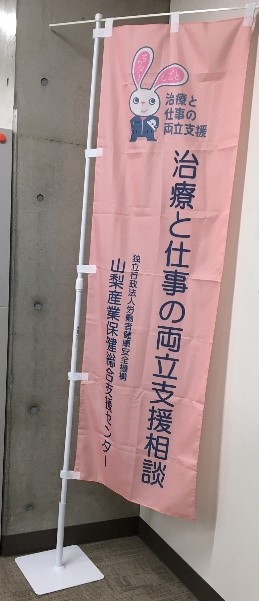 治療と
仕事の
両立支援
治療と仕事の両立支援相談
独立行政法人労働者健康安全機構
山梨産業保健総合支援センター